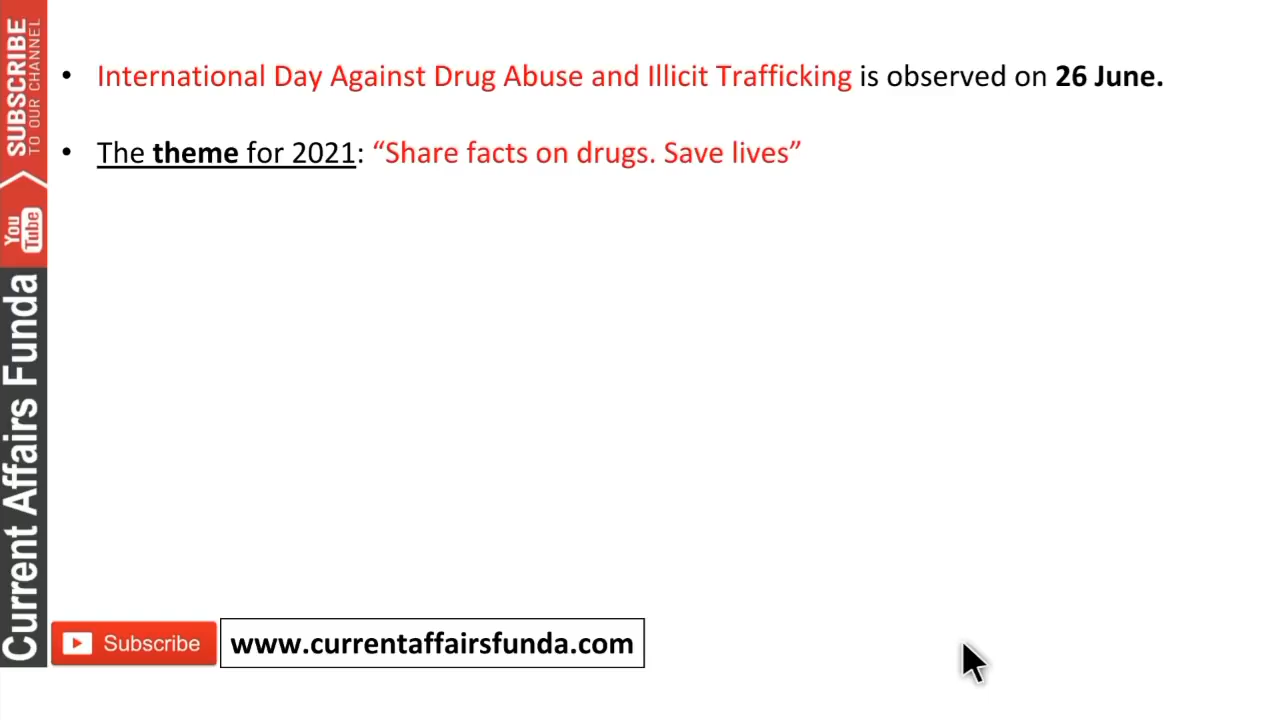 • International Day Against Drug Abuse and Illicit Trafficking is observed on 26 June.
• The theme for 2021: “Share facts on drugs. Save lives”
SUBSCRIBE
TO OUR CHANNEL
You
Tube
Current Affairs Funda
Subscribe
www.currentaffairsfunda.com